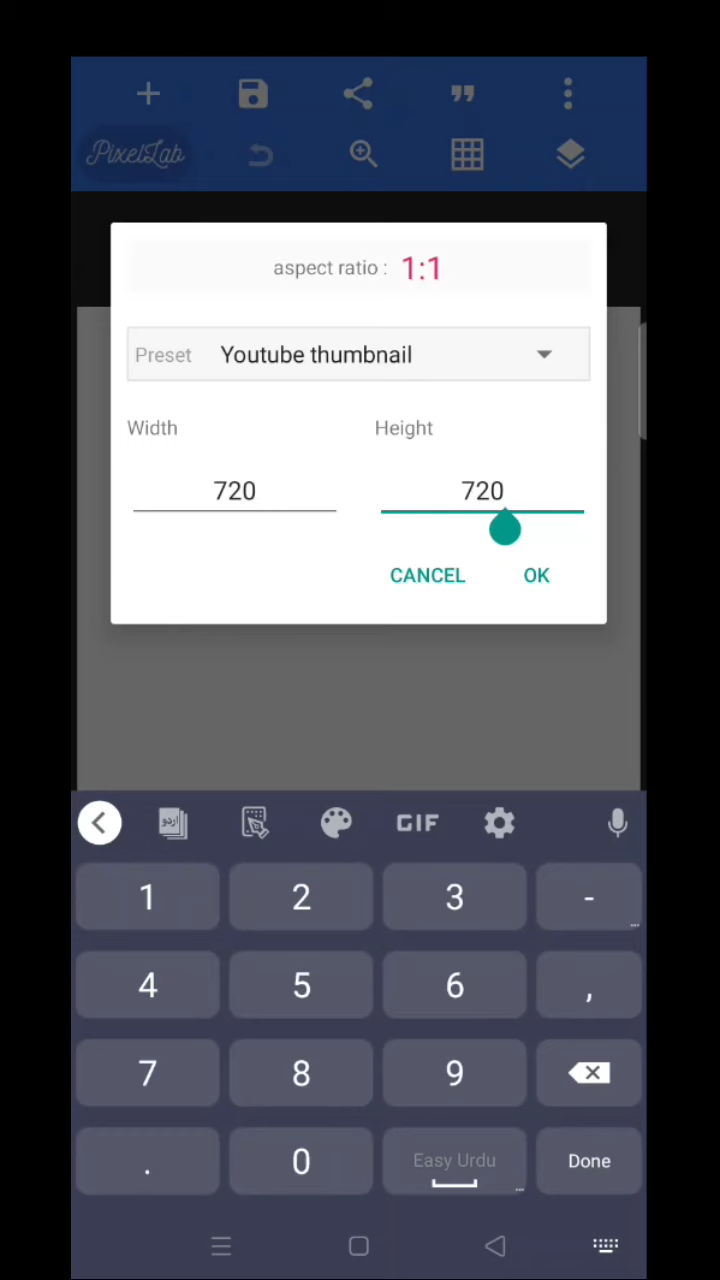 PixelLab
aspect ratio : 1:1
Preset Youtube thumbnail
Width Height
720 720
CANCEL OK
اردو GIF
1 2 3 -
4 5 6 ,
7 8 9
. 0 Easy Urdu Done